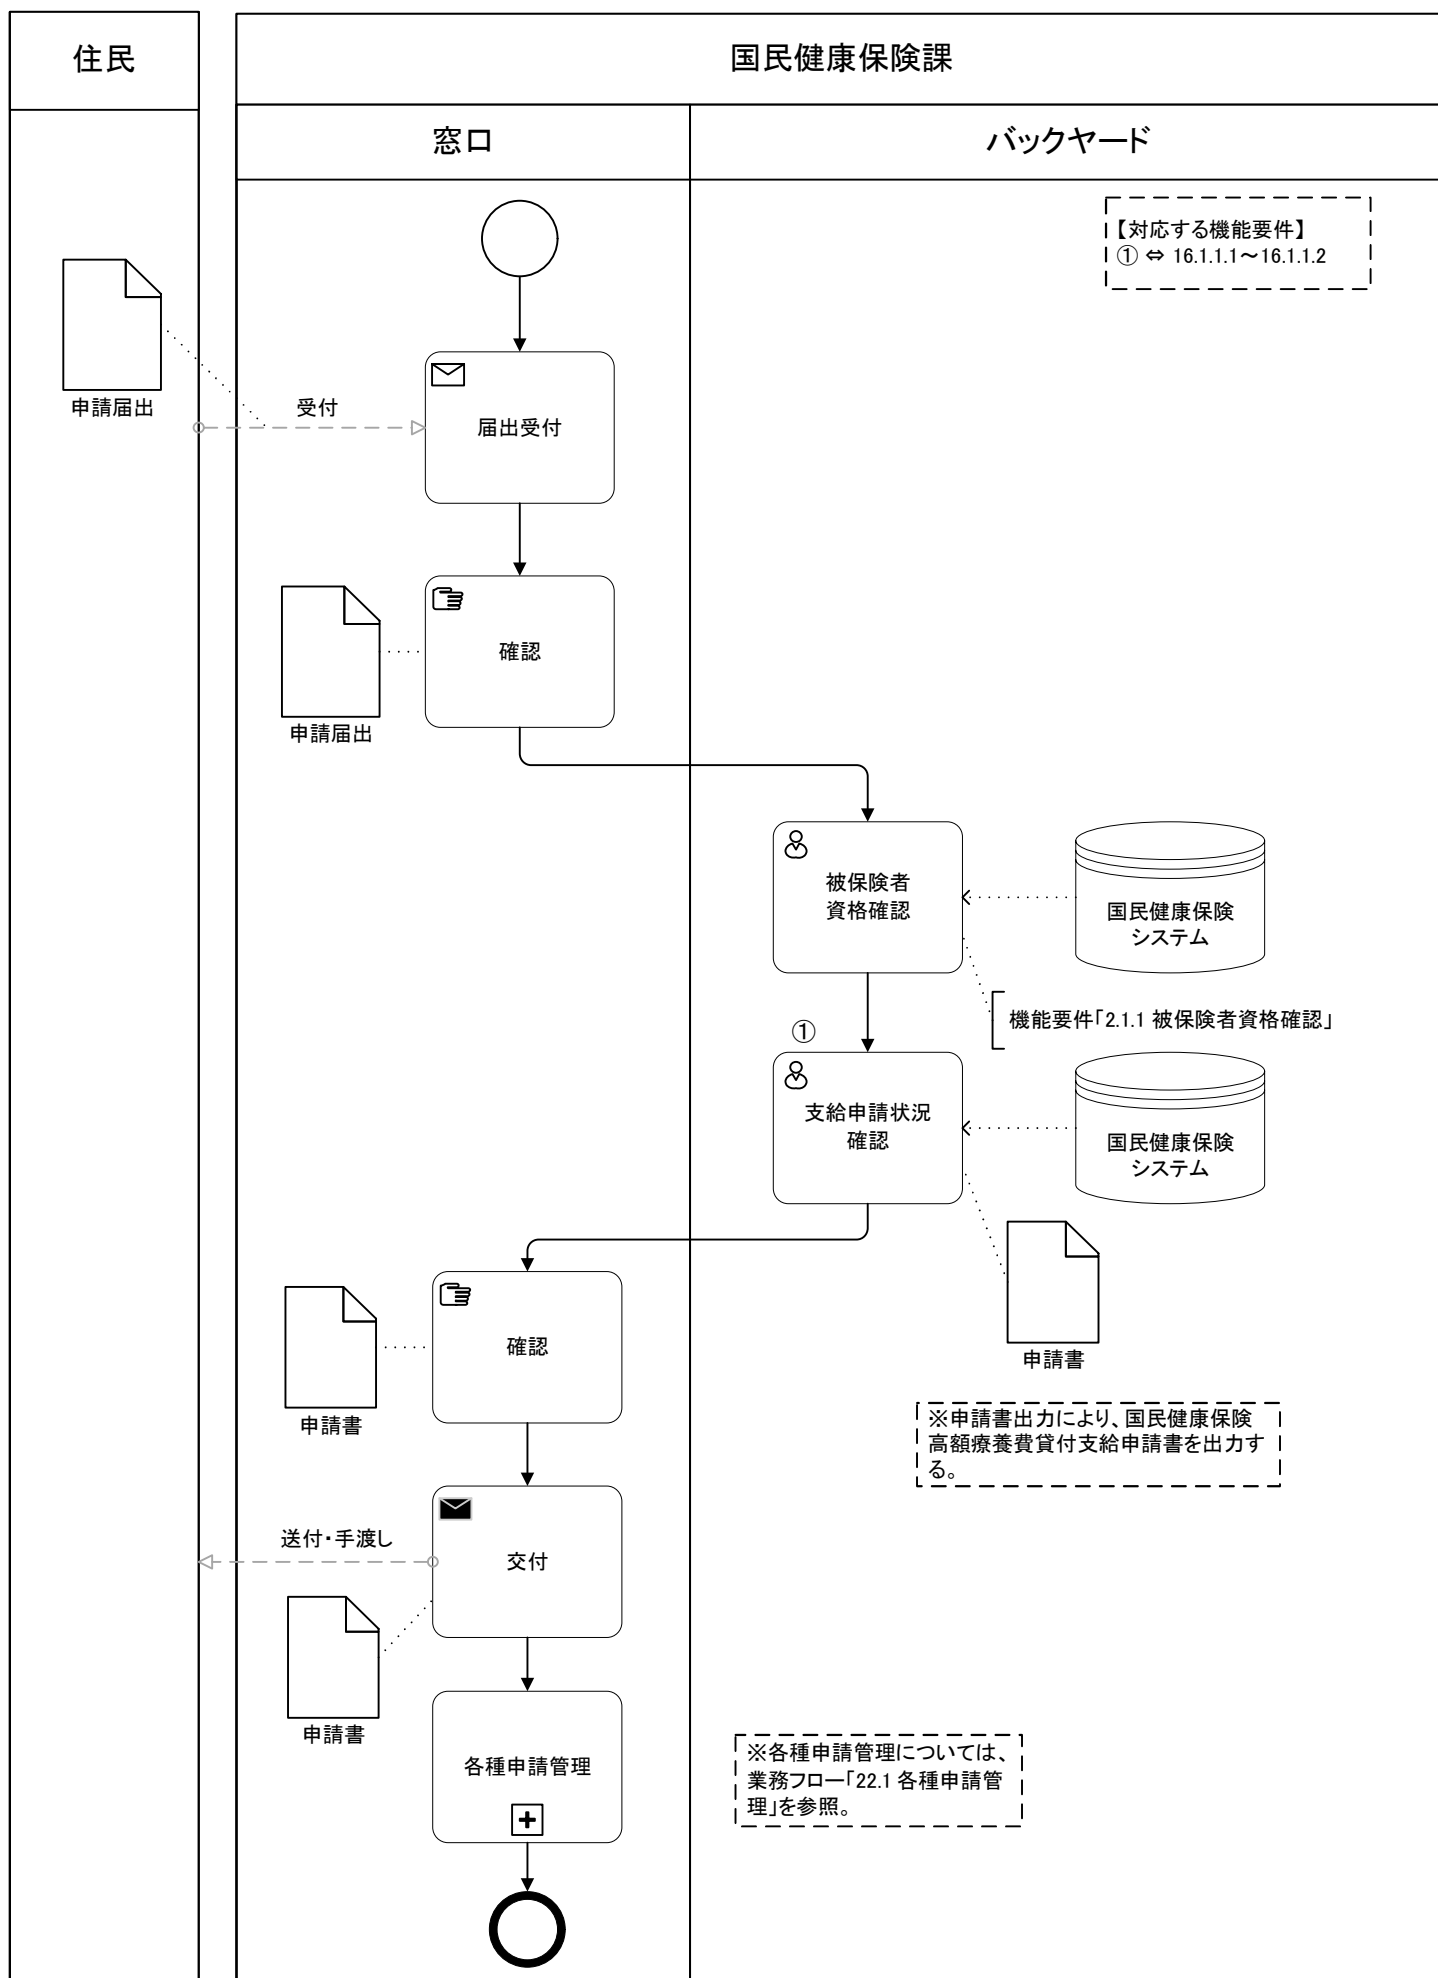 住民
国民健康保険課
窓口
バックヤード
【対応する機能要件】
① ⇔ 16.1.1.1～16.1.1.2
申請届出
受付
届出受付
確認
申請届出
被保険者
資格確認
国民健康保険
システム
機能要件「2.1.1 被保険者資格確認」
①
支給申請状況
確認
国民健康保険
システム
確認
申請書
申請書
※申請書出力により、国民健康保険
高額療養費貸付支給申請書を出力す
る。
送付・手渡し
交付
申請書
各種申請管理
※各種申請管理については、
業務フロー「22.1 各種申請管
理」を参照。